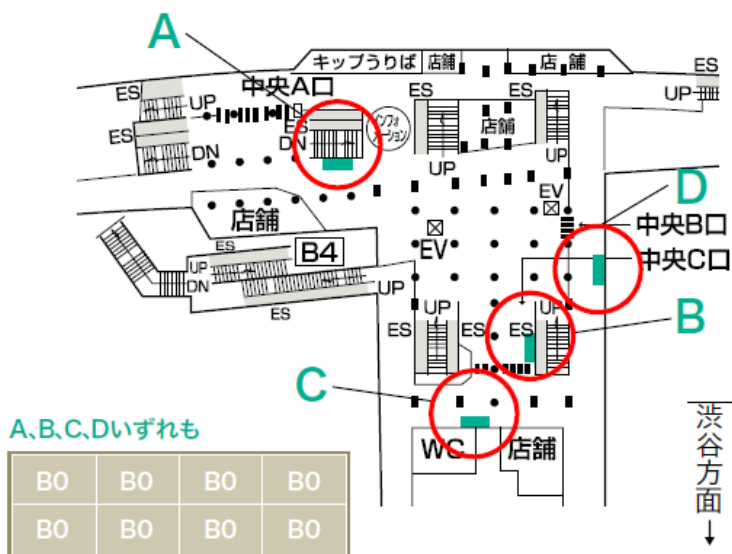 A
キップうりば
店舗
店舗
中央A口
ES
UP
ES
DN
ES
DN
インフォメーション
ES
UP
店舗
ES
UP
ES
UP
EV
EV
D
中央B口
中央C口
店舗
B4
ES
UP
DN
UP
ES
UP
ES
ES
UP
ES
B
C
WC
店舗
渋谷方面
↓
A、B、C、Dいずれも
B0 B0 B0 B0
B0 B0 B0 B0